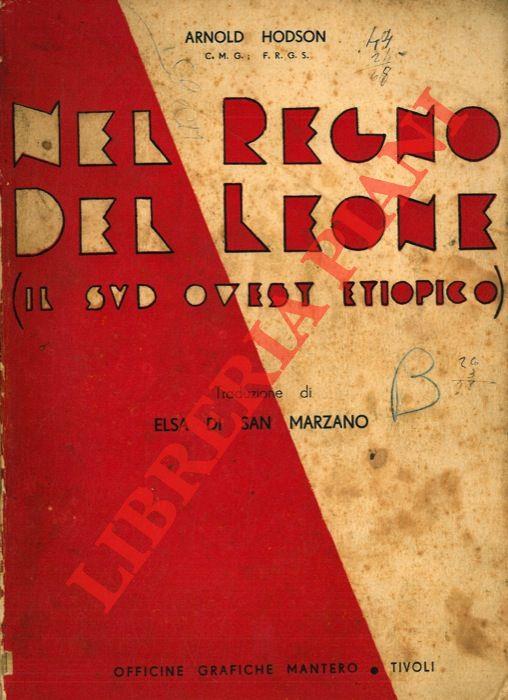 ARNOLD HODSON
C. M. G.; F. R. G. S.
NEL REGNO
DEL LEONE
(IL SVD OVEST ETIOPICO)
Traduzione di
ELSA DI SAN MARZANO
B
OFFICINE GRAFICHE MANTERO • TIVOLI
LIBRERIA PIANI